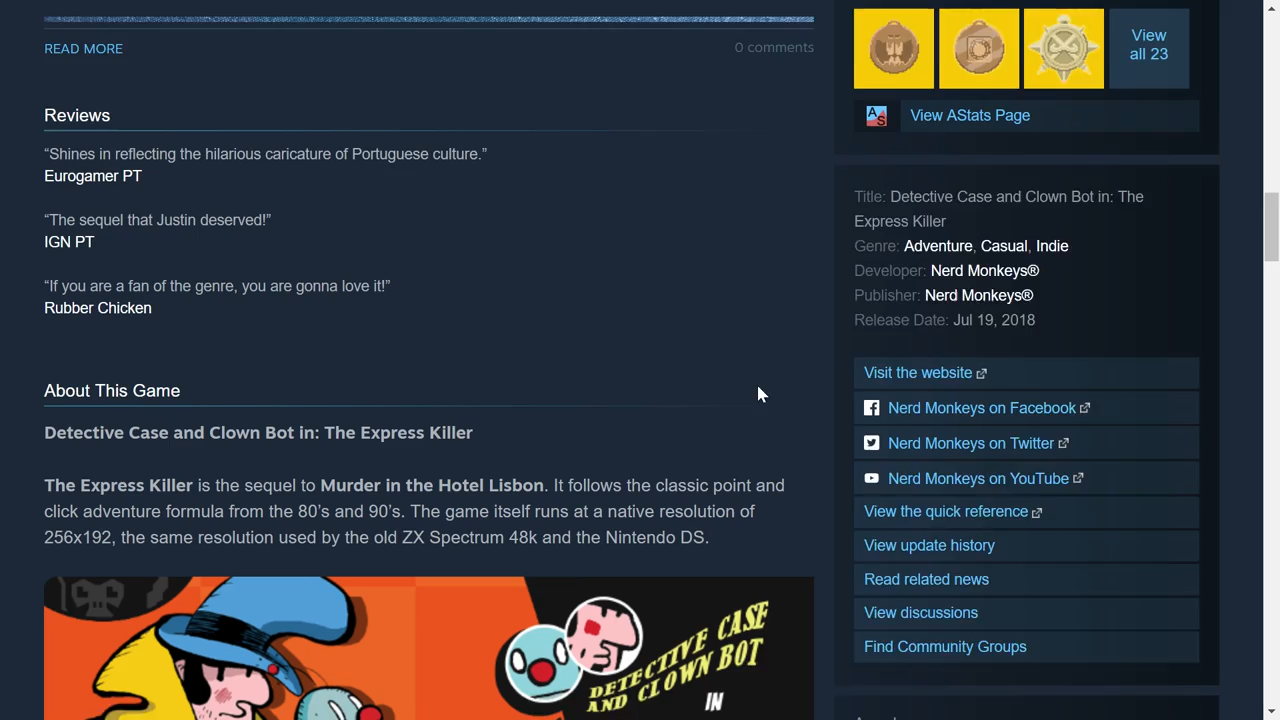 READ MORE
0 comments
Reviews
“Shines in reflecting the hilarious caricature of Portuguese culture.”
Eurogamer PT
“The sequel that Justin deserved!”
IGN PT
“If you are a fan of the genre, you are gonna love it!”
Rubber Chicken
About This Game
Detective Case and Clown Bot in: The Express Killer
The Express Killer is the sequel to Murder in the Hotel Lisbon. It follows the classic point and
click adventure formula from the 80’s and 90’s. The game itself runs at a native resolution of
256x192, the same resolution used by the old ZX Spectrum 48k and the Nintendo DS.
DETECTIVE CASE
AND CLOWN BOT
IN
View
all 23
A S
View AStats Page
Title: Detective Case and Clown Bot in: The
Express Killer
Genre: Adventure, Casual, Indie
Developer: Nerd Monkeys®
Publisher: Nerd Monkeys®
Release Date: Jul 19, 2018
Visit the website
Nerd Monkeys on Facebook
Nerd Monkeys on Twitter
Nerd Monkeys on YouTube
View the quick reference
View update history
Read related news
View discussions
Find Community Groups